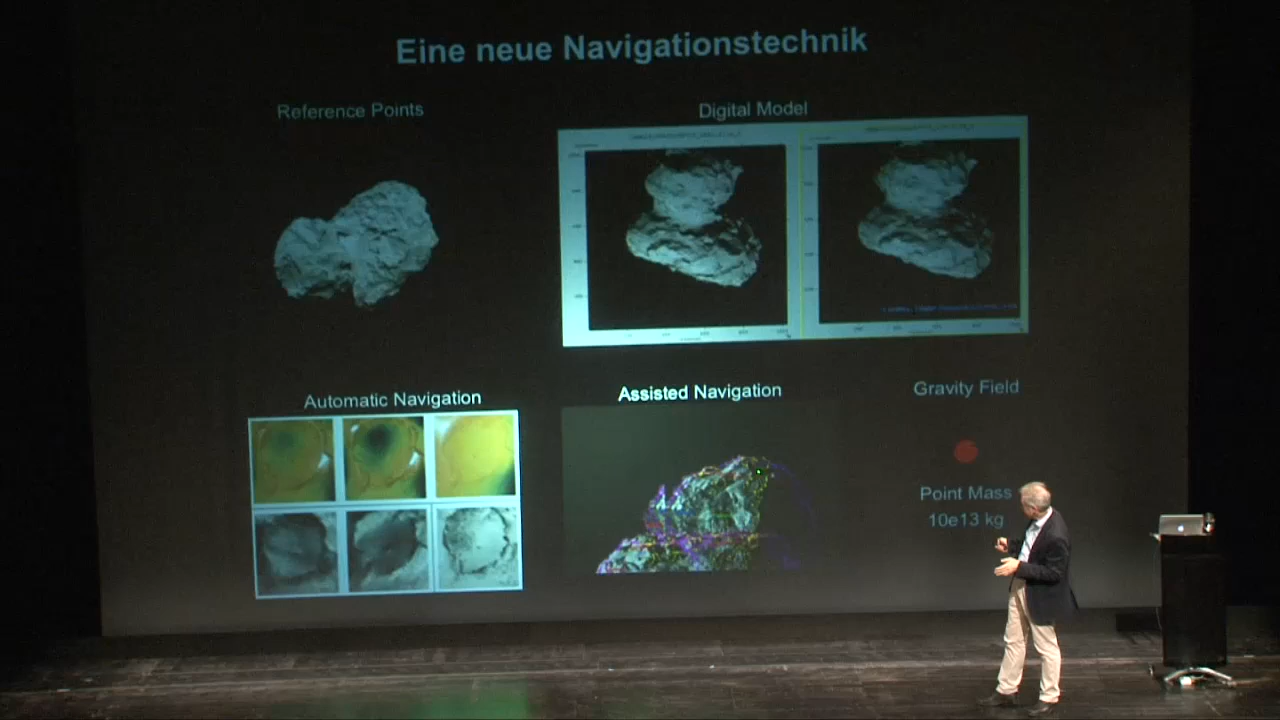 Eine neue Navigationstechnik
Reference Points
Digital Model
Automatic Navigation
Assisted Navigation
Gravity Field
Point Mass
10e13 kg